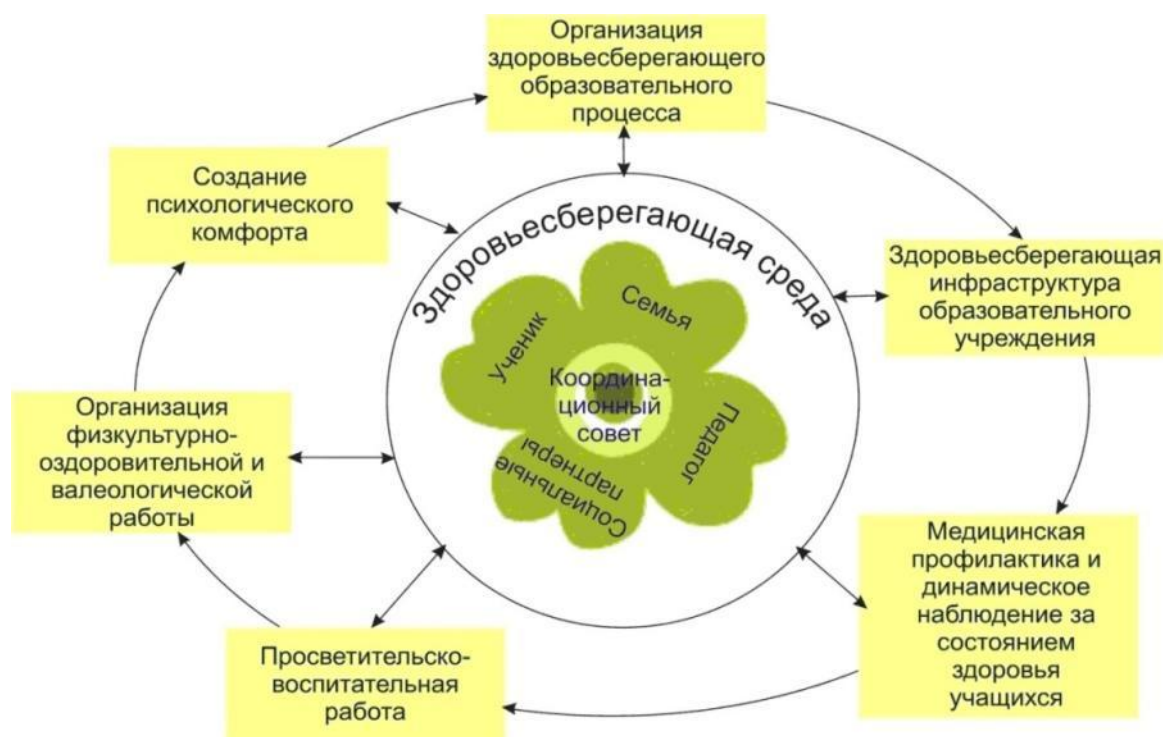 Организация
здоровьесберегающего
образовательного
процесса
Создание
психологического
комфорта
Здоровьесберегающая среда
Здоровьесберегающая
инфраструктура
образовательного
учреждения
Семья
Ученик
Координа-
ционный
совет
Педагог
Социальные
партнеры
Организация
физкультурно-
оздоровительной и
валеологической
работы
Медицинская
профилактика и
динамическое
наблюдение за
состоянием
здоровья
учащихся
Просветительско-
воспитательная
работа